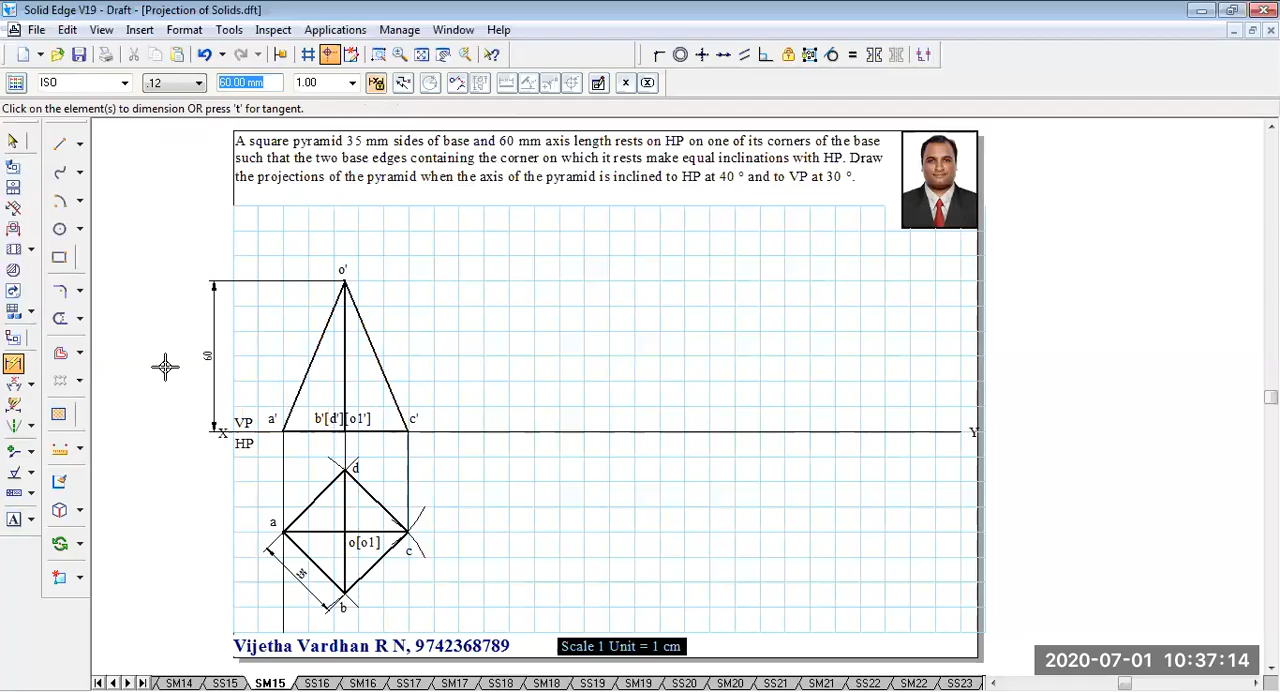 Solid Edge V19 - Draft - [Projection of Solids.dft]
File Edit View Insert Format Tools Inspect Applications Manage Window Help
ISO .12 60.00 mm 1.00
Click on the element(s) to dimension OR press 't' for tangent.
A square pyramid 35 mm sides of base and 60 mm axis length rests on HP on one of its corners of the base
such that the two base edges containing the corner on which it rests make equal inclinations with HP. Draw
the projections of the pyramid when the axis of the pyramid is inclined to HP at 40 ° and to VP at 30 °.
o'
60
a' b'[d'][o1'] c'
VP
X Y
HP
d
a
o[o1]
c
35
b
Vijetha Vardhan R N, 9742368789 Scale 1 Unit = 1 cm
2020-07-01 10:37:14
SM14 SS15 SM15 SS16 SM16 SS17 SM17 SS18 SM18 SS19 SM19 SS20 SM20 SS21 SM21 SS22 SM22 SS23